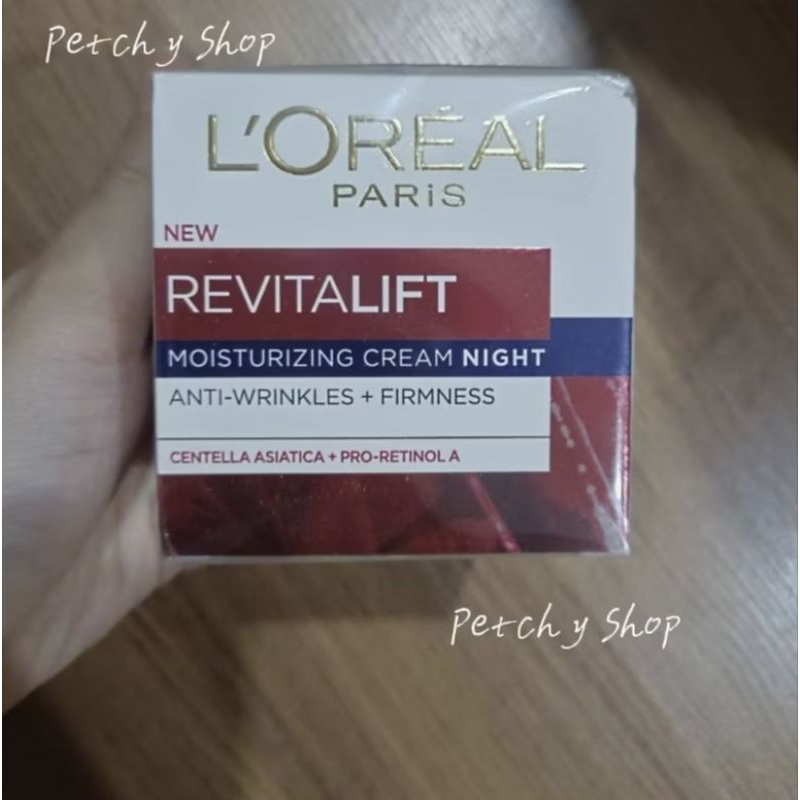 Petchy Shop
L'ORÉAL
PARiS
NEW
REVITALIFT
MOISTURIZING CREAM NIGHT
ANTI-WRINKLES + FIRMNESS
CENTELLA ASIATICA + PRO-RETINOL A
Petchy Shop